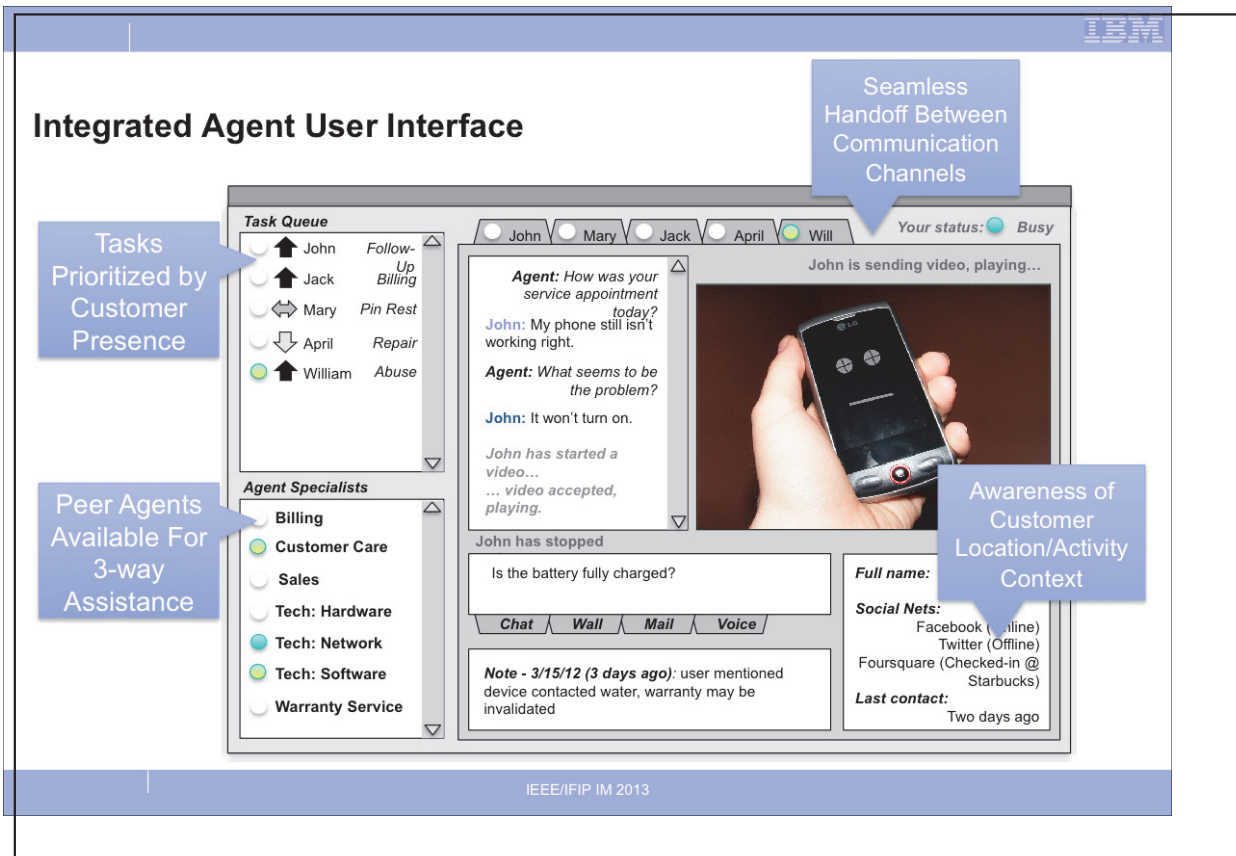 IBM
Integrated Agent User Interface
Seamless
Handoff Between
Communication
Channels
Tasks
Prioritized by
Customer
Presence
Peer Agents
Available For
3-way
Assistance
Awareness of
Customer
Location/Activity
Context
Task Queue
John Follow-
Up
Jack Billing
Mary Pin Rest
April Repair
William Abuse
Agent Specialists
Billing
Customer Care
Sales
Tech: Hardware
Tech: Network
Tech: Software
Warranty Service
John Mary Jack April Will
Your status: Busy
Agent: How was your
service appointment
today?
John: My phone still isn't
working right.
Agent: What seems to be
the problem?
John: It won't turn on.
John has started a
video…
… video accepted,
playing.
John is sending video, playing…
LG
John has stopped
Is the battery fully charged?
Chat Wall Mail Voice
Note - 3/15/12 (3 days ago): user mentioned
device contacted water, warranty may be
invalidated
Full name:
Social Nets:
Facebook
Twitter (Offline)
Foursquare (Checked-in @
Starbucks)
Last contact:
Two days ago
IEEE/IFIP IM 2013